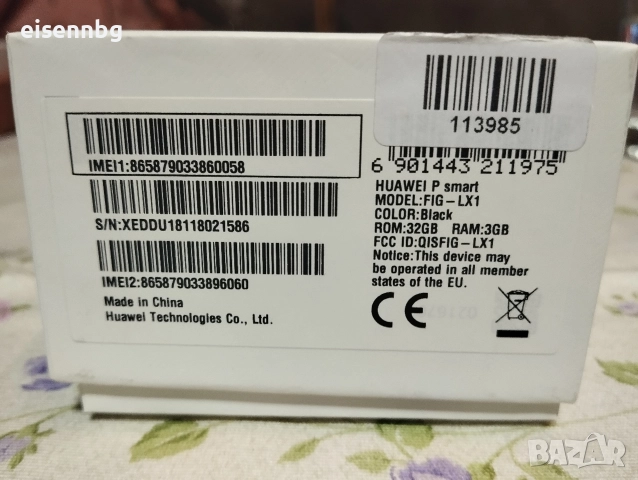 eisennbg
113985
6 901443 211975
IMEI1:865879033860058
S/N:XEDDU18118021586
IMEI2:865879033896060
Made in China
Huawei Technologies Co., Ltd.
HUAWEI P smart
MODEL:FIG-LX1
COLOR:Black
ROM:32GB RAM:3GB
FCC ID:QISFIG-LX1
Notice:This device may
be operated in all member
states of the EU.
CE
BAZAR